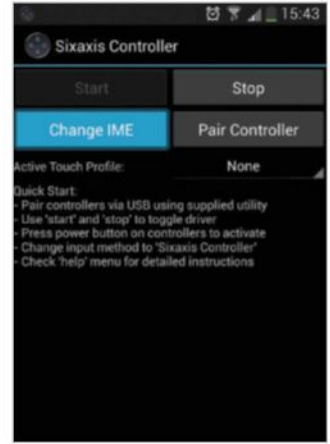 15:43
Sixaxis Controller
Start
Stop
Change IME
Pair Controller
Active Touch Profile:
None
Quick Start:
- Pair controllers via USB using supplied utility
- Use 'start' and 'stop' to toggle driver
- Press power button on controllers to activate
- Change input method to 'Sixaxis Controller'
- Check 'help' menu for detailed instructions